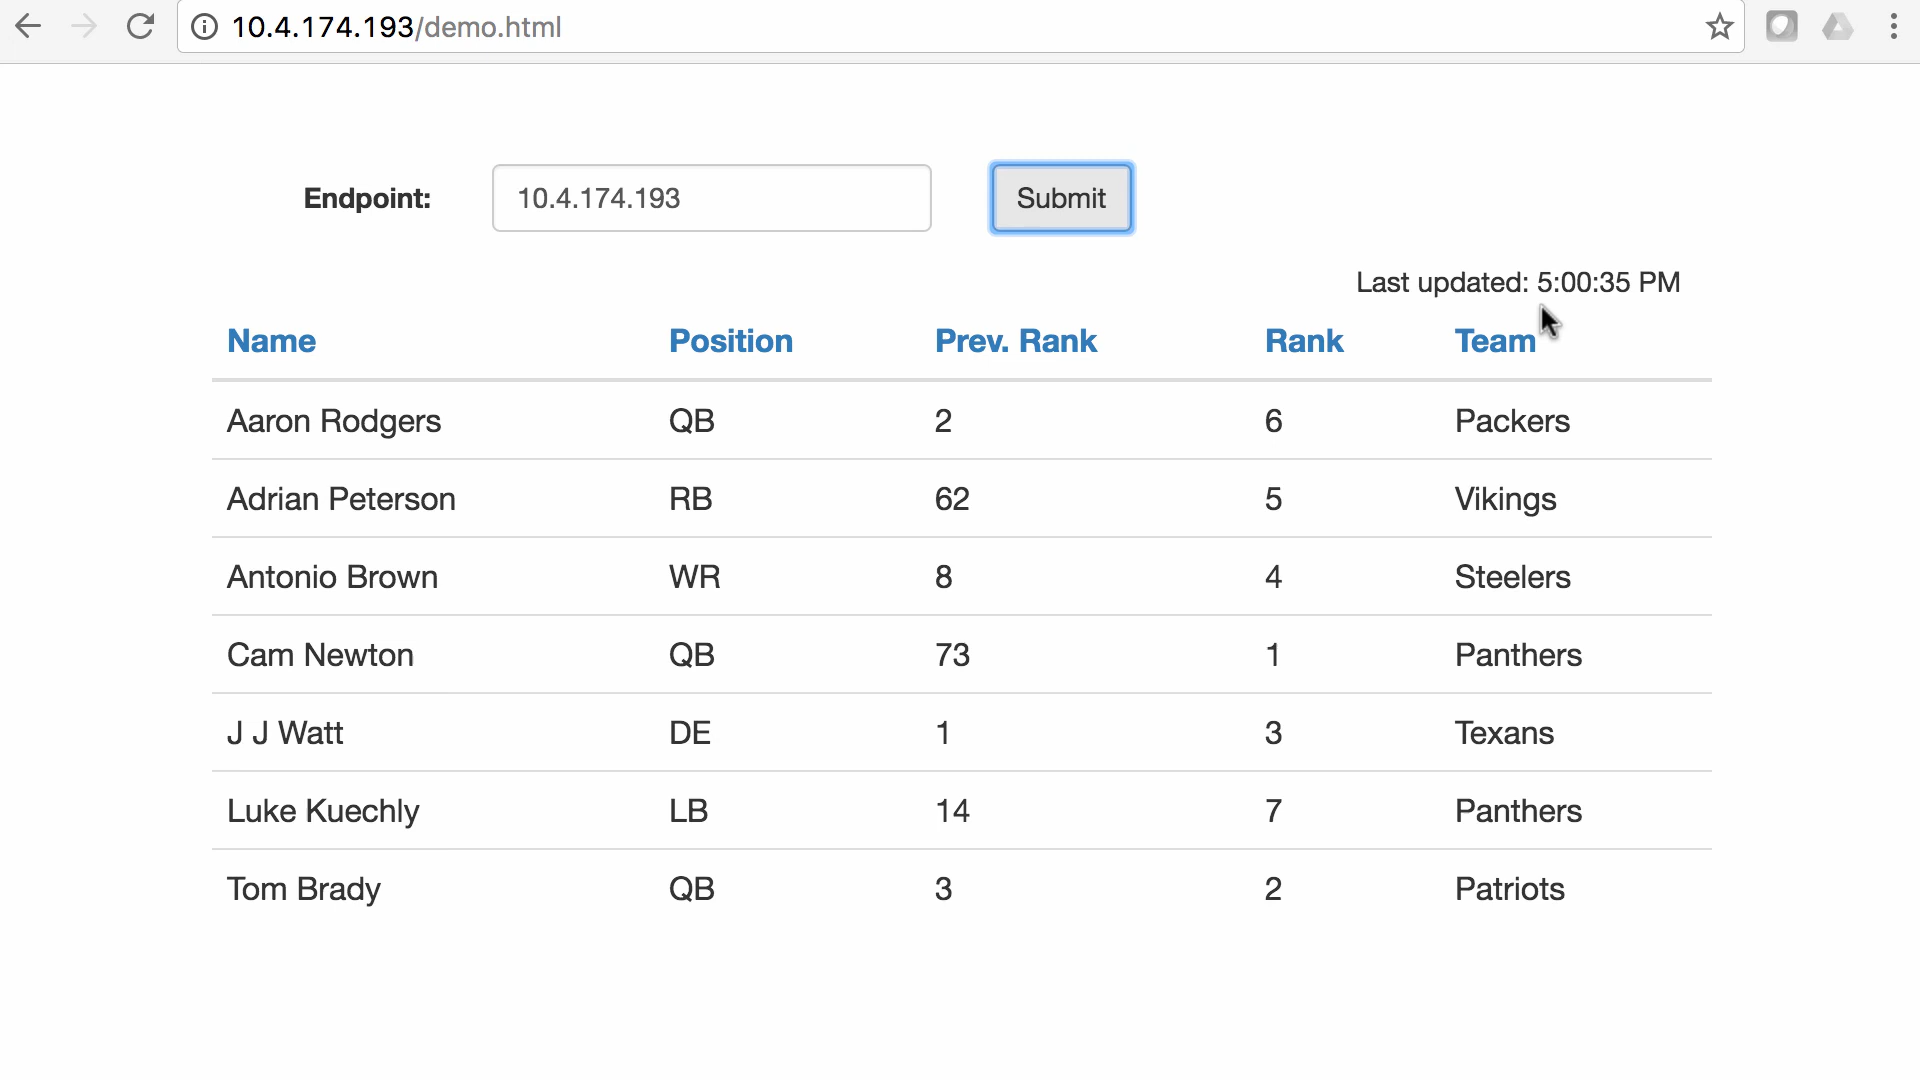 10.4.174.193/demo.html
Endpoint: 10.4.174.193 Submit
Last updated: 5:00:35 PM
Name Position Prev. Rank Rank Team
Aaron Rodgers QB 2 6 Packers
Adrian Peterson RB 62 5 Vikings
Antonio Brown WR 8 4 Steelers
Cam Newton QB 73 1 Panthers
J J Watt DE 1 3 Texans
Luke Kuechly LB 14 7 Panthers
Tom Brady QB 3 2 Patriots